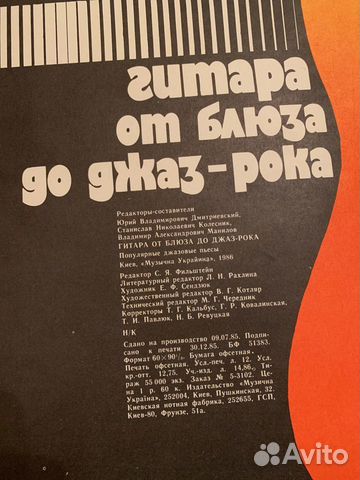 гитара
от блюза
до джаз-рока
Редакторы-составители
Юрий Владимирович Дмитриевский,
Станислав Николаевич Колесник,
Владимир Александрович Манилов
ГИТАРА ОТ БЛЮЗА ДО ДЖАЗ-РОКА
Популярные джазовые пьесы
Киев, «Музычна Украйина», 1986
Редактор С. Я. Фильштейн
Литературный редактор Л. Н. Рахлина
Художник Е. Ф. Сендзюк
Художественный редактор В. Г. Котляр
Технический редактор М. Г. Чередник
Корректоры Т. Г. Кальбус, Г. Р. Ковалинская,
Т. И. Павлюк, Н. Б. Ревуцкая
Н/К
Сдано на производство 09.07.85. Подпи-
сано к печати 30.12.85. БФ 51383.
Формат 60×90¹/₈. Бумага офсетная.
Печать офсетная. Усл.-печ. л. 12. Усл.
кр.-отт. 12,75. Уч.-изд. л. 14,86. Ти-
раж 55 000 экз. Заказ № 5-3102. Це-
на 1 р. 60 к. Издательство «Музична
Україна», 252004, Киев, Пушкинская, 32.
Киевская нотная фабрика, 252655, ГСП,
Киев-80, Фрунзе, 51а.
Avito